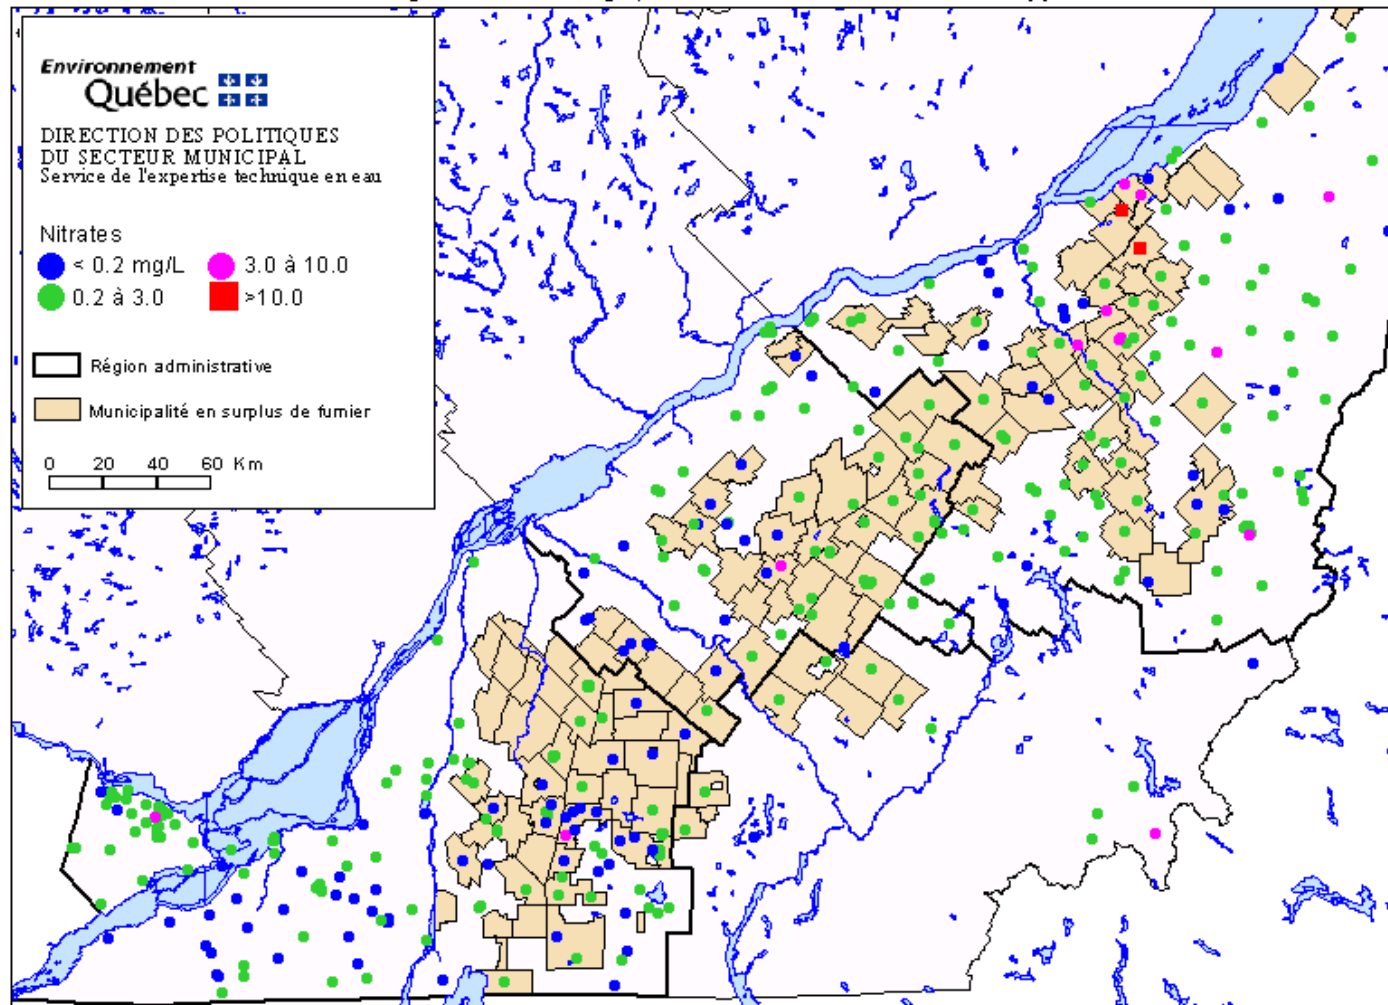 Environnement
Québec
DIRECTION DES POLITIQUES
DU SECTEUR MUNICIPAL
Service de l'expertise technique en eau
Nitrates
< 0.2 mg/L
3.0 à 10.0
0.2 à 3.0
>10.0
Région administrative
Municipalité en surplus de fumier
0 20 40 60 Km